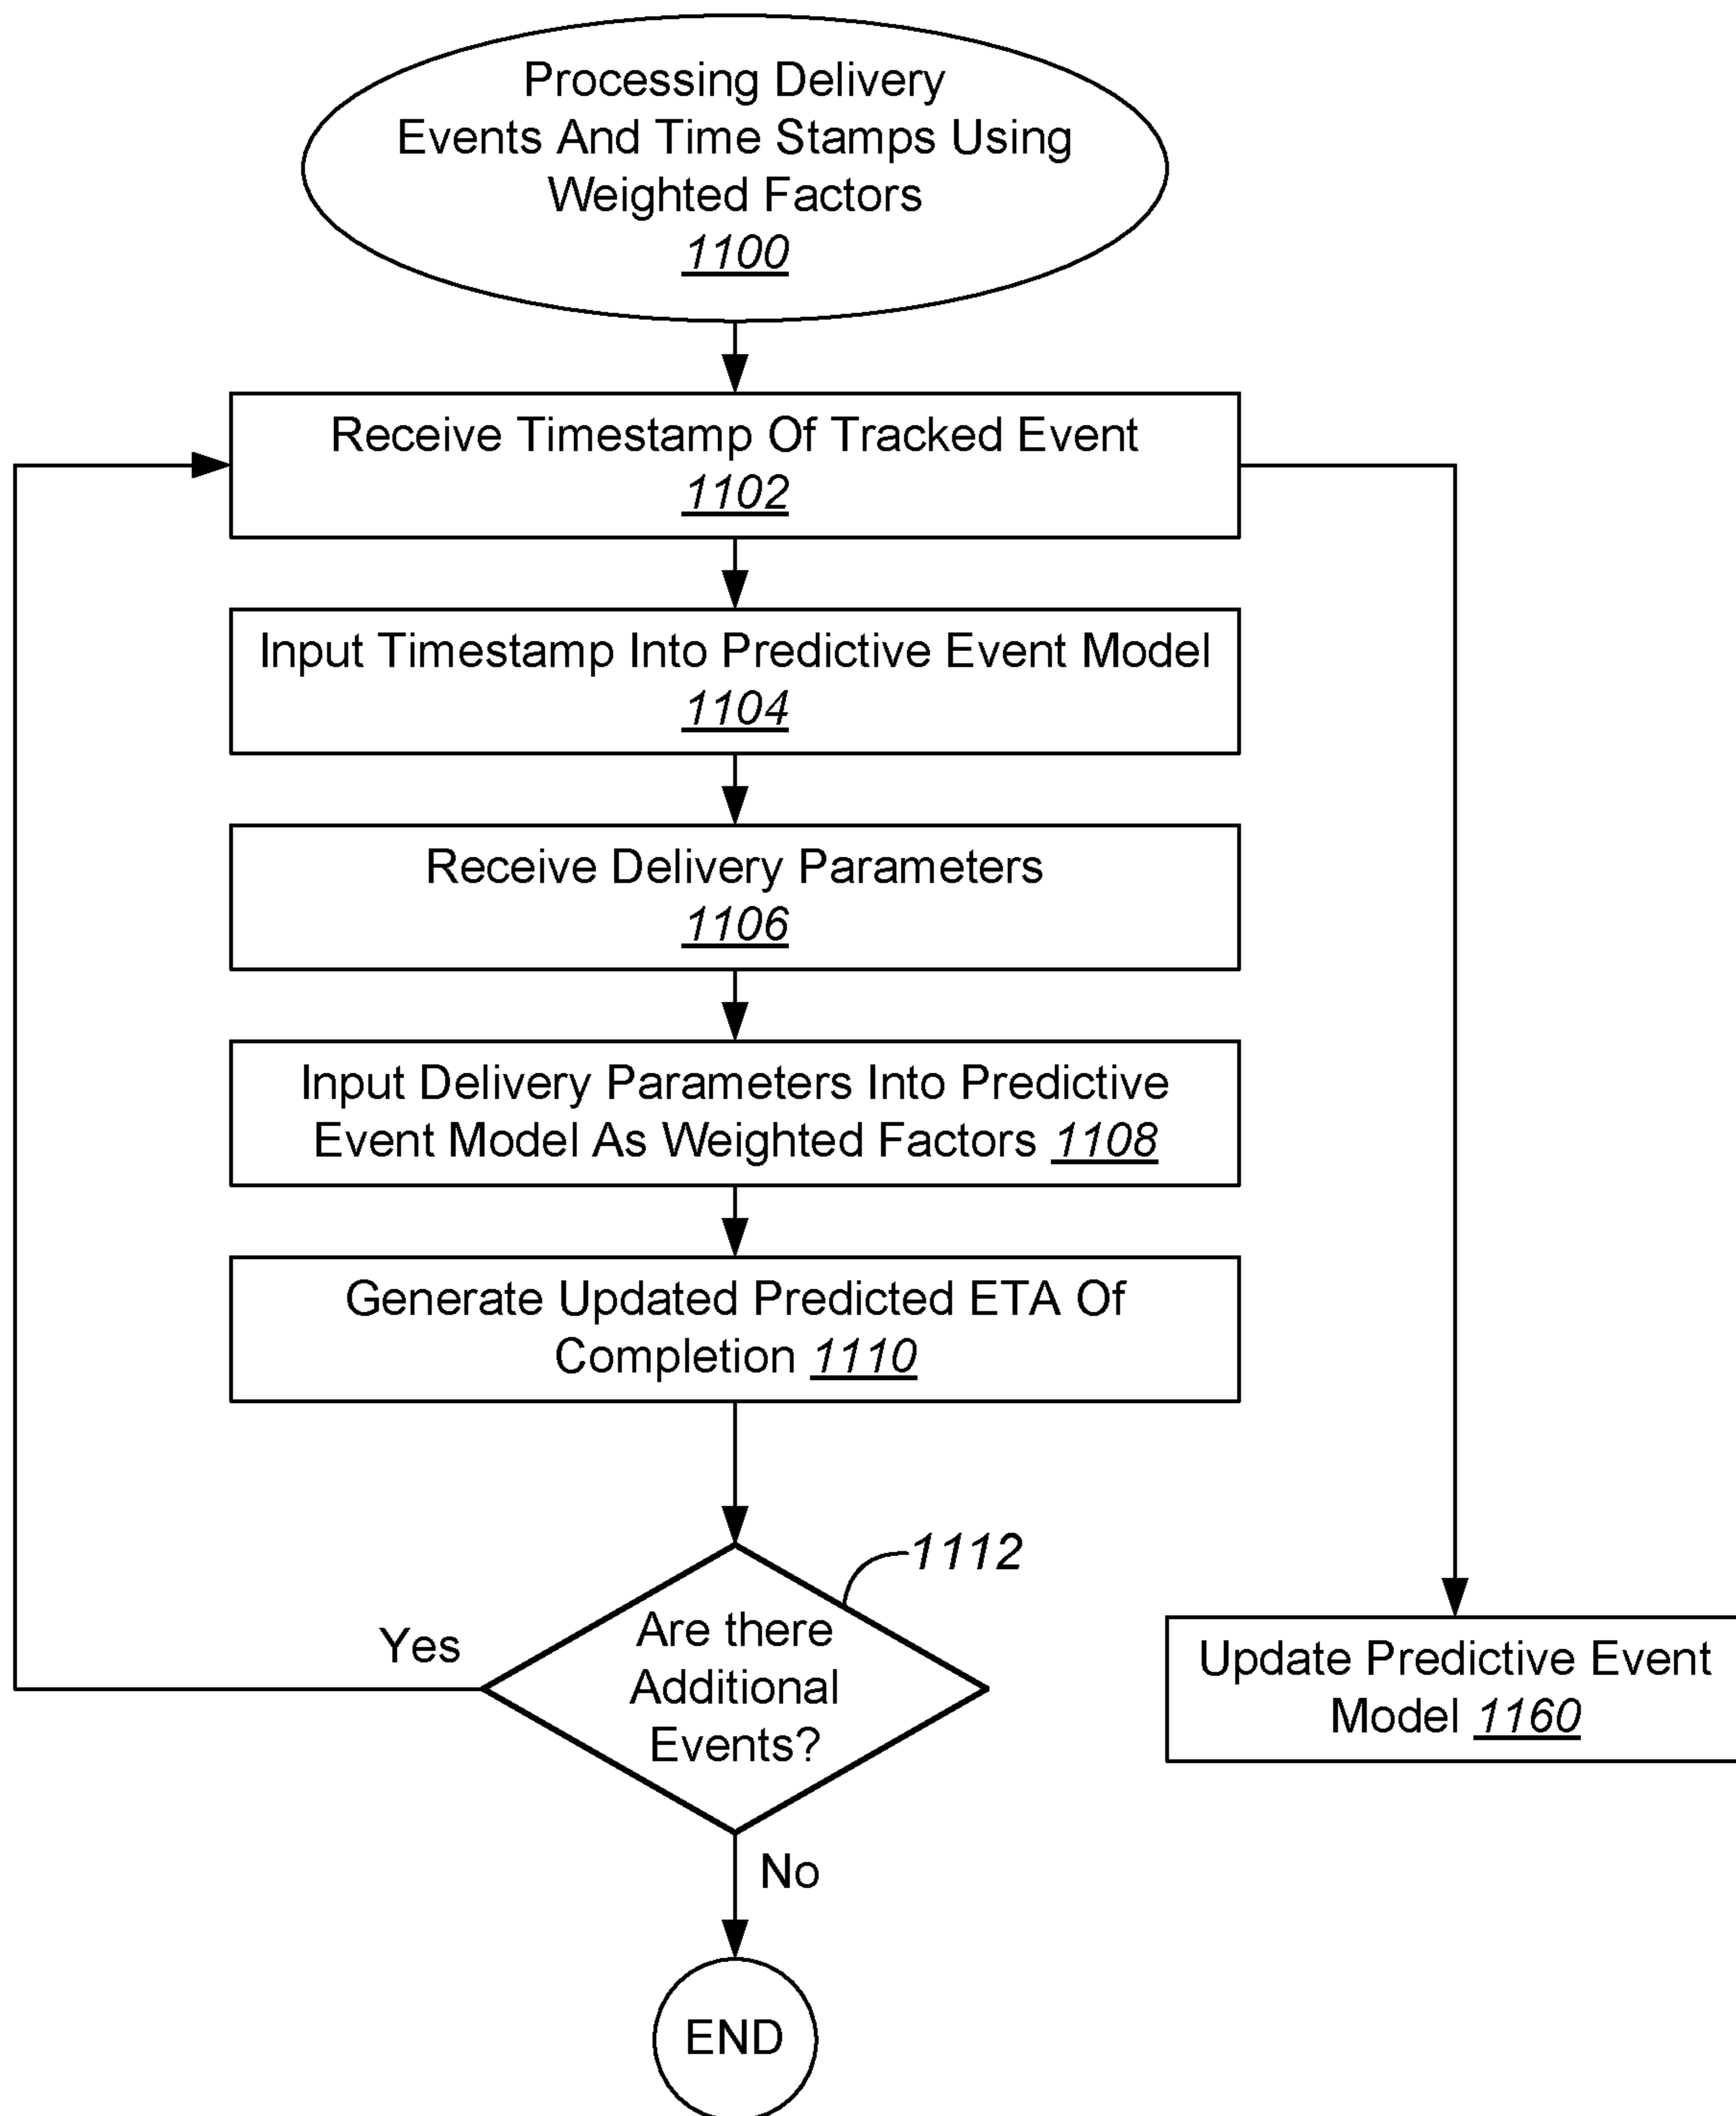 Processing Delivery
Events And Time Stamps Using
Weighted Factors
1100
Receive Timestamp Of Tracked Event
1102
Input Timestamp Into Predictive Event Model
1104
Receive Delivery Parameters
1106
Input Delivery Parameters Into Predictive
Event Model As Weighted Factors 1108
Generate Updated Predicted ETA Of
Completion 1110
1112
Are there
Additional
Events?
Yes
No
Update Predictive Event
Model 1160
END